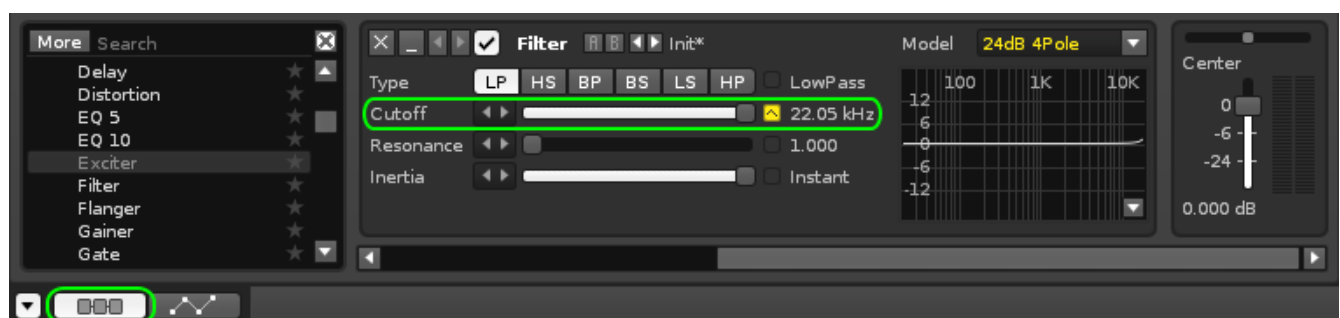 More Search
Delay
Distortion
EQ 5
EQ 10
Exciter
Filter
Flanger
Gainer
Gate
Filter A B Init*
Model 24dB 4Pole
Type LP HS BP BS LS HP LowPass
Cutoff 22.05 kHz
Resonance 1.000
Inertia Instant
100 1K 10K
12
6
0
-6
-12
Center
0
-6
-24
0.000 dB